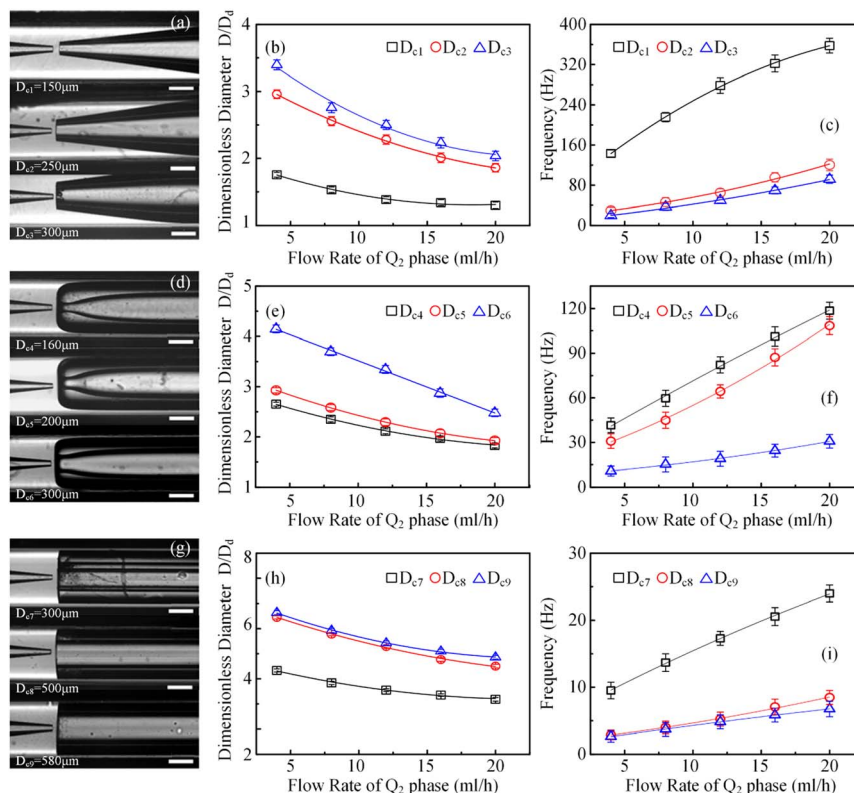 (a)
D_c1=150μm
D_c2=250μm
D_c3=300μm
(b)
D_c1 D_c2 D_c3
Dimensionless Diameter D/D_d
4
3
2
1
5 10 15 20
Flow Rate of Q_2 phase (ml/h)
D_c1 D_c2 D_c3
(c)
Frequency (Hz)
400
360
240
160
80
0
5 10 15 20
Flow Rate of Q_2 phase (ml/h)
(d)
D_c4=160μm
D_c5=200μm
D_c6=300μm
(e)
D_c4 D_c5 D_c6
Dimensionless Diameter D/D_d
5
4
3
2
1
5 10 15 20
Flow Rate of Q_2 phase (ml/h)
D_c4 D_c5 D_c6
(f)
Frequency (Hz)
120
90
60
30
0
5 10 15 20
Flow Rate of Q_2 phase (ml/h)
(g)
D_c7=300μm
D_c8=500μm
D_c9=580μm
(h)
D_c7 D_c8 D_c9
Dimensionless Diameter D/D_d
8
6
4
2
5 10 15 20
Flow Rate of Q_2 phase (ml/h)
D_c7 D_c8 D_c9
(i)
Frequency (Hz)
30
20
10
0
5 10 15 20
Flow Rate of Q_2 phase (ml/h)